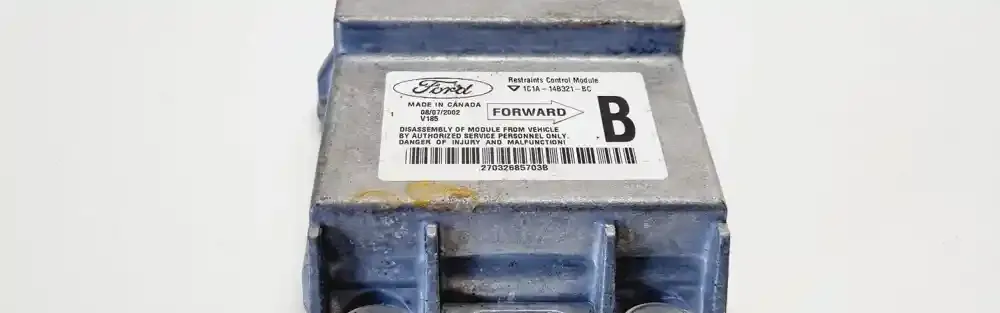 Ford
Restraints Control Module
1C1A-14B321-BC
MADE IN CANADA
08/07/2002
V185
1
FORWARD
B
DISASSEMBLY OF MODULE FROM VEHICLE
BY AUTHORIZED SERVICE PERSONNEL ONLY.
DANGER OF INJURY AND MALFUNCTION!
27032685703B